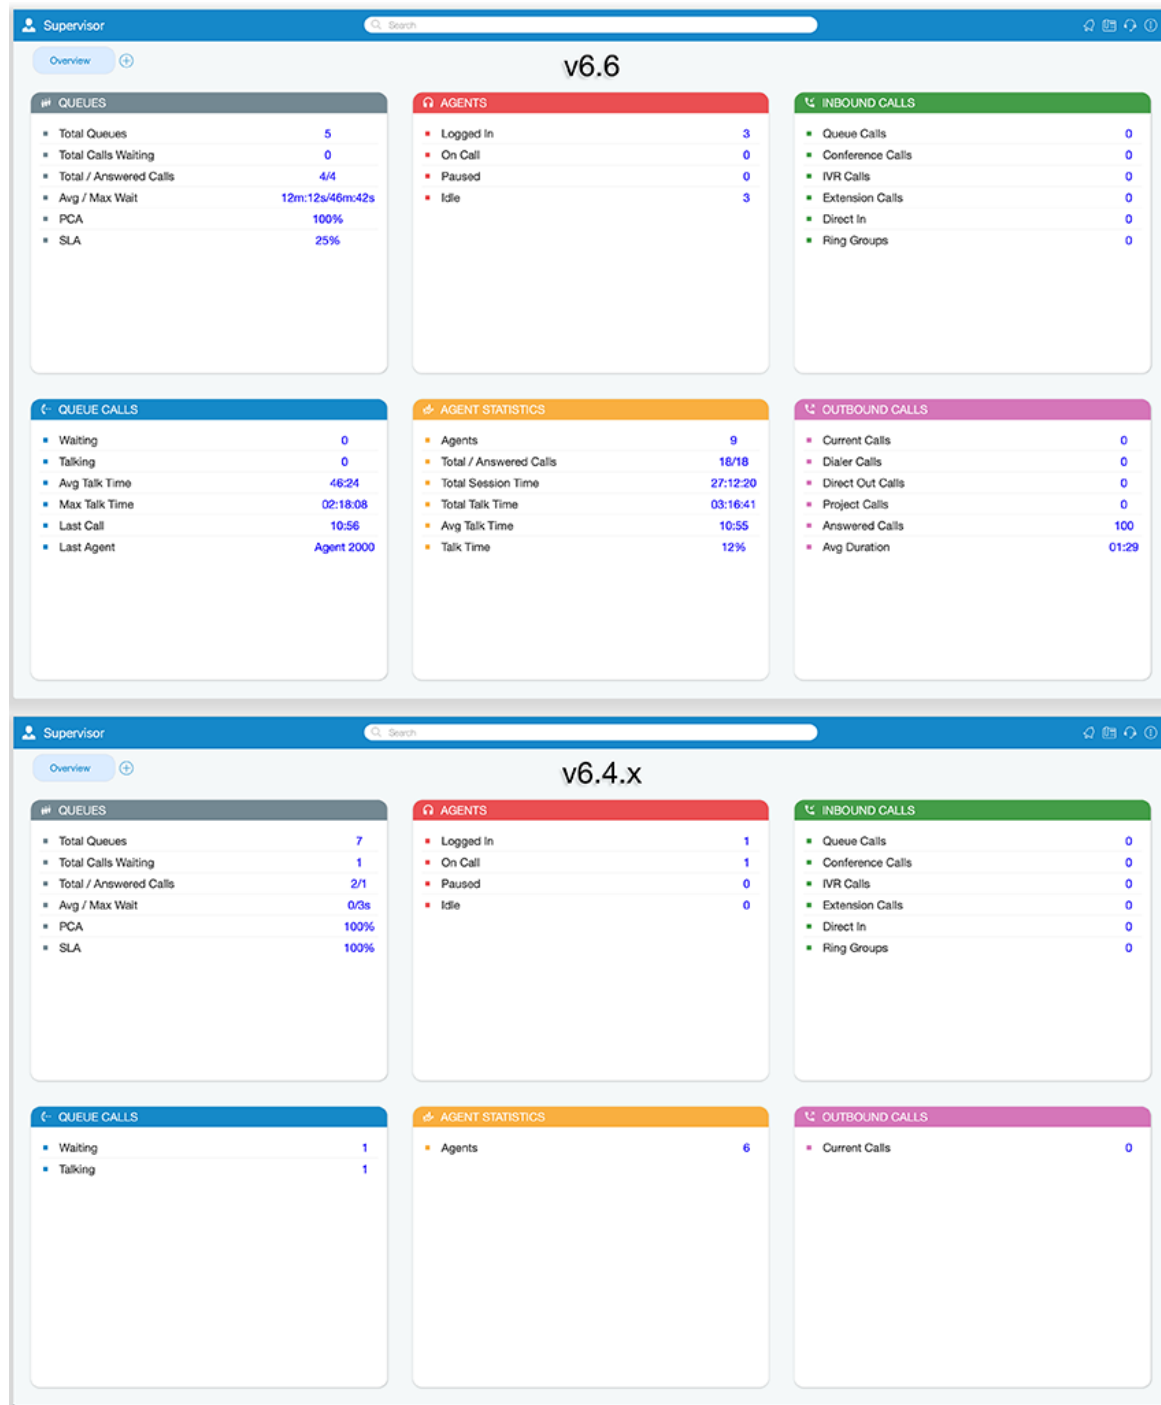 Supervisor
Search
Overview
v6.6
QUEUES
Total Queues 5
Total Calls Waiting 0
Total / Answered Calls 4/4
Avg / Max Wait 12m:12s/46m:42s
PCA 100%
SLA 25%
AGENTS
Logged In 3
On Call 0
Paused 0
Idle 3
INBOUND CALLS
Queue Calls 0
Conference Calls 0
IVR Calls 0
Extension Calls 0
Direct In 0
Ring Groups 0
QUEUE CALLS
Waiting 0
Talking 0
Avg Talk Time 46:24
Max Talk Time 02:18:08
Last Call 10:56
Last Agent Agent 2000
AGENT STATISTICS
Agents 9
Total / Answered Calls 18/18
Total Session Time 27:12:20
Total Talk Time 03:16:41
Avg Talk Time 10:55
Talk Time 12%
OUTBOUND CALLS
Current Calls 0
Dialer Calls 0
Direct Out Calls 0
Project Calls 0
Answered Calls 100
Avg Duration 01:29
Supervisor
Search
Overview
v6.4.x
QUEUES
Total Queues 7
Total Calls Waiting 1
Total / Answered Calls 2/1
Avg / Max Wait 0/3s
PCA 100%
SLA 100%
AGENTS
Logged In 1
On Call 1
Paused 0
Idle 0
INBOUND CALLS
Queue Calls 0
Conference Calls 0
IVR Calls 0
Extension Calls 0
Direct In 0
Ring Groups 0
QUEUE CALLS
Waiting 1
Talking 1
AGENT STATISTICS
Agents 6
OUTBOUND CALLS
Current Calls 0